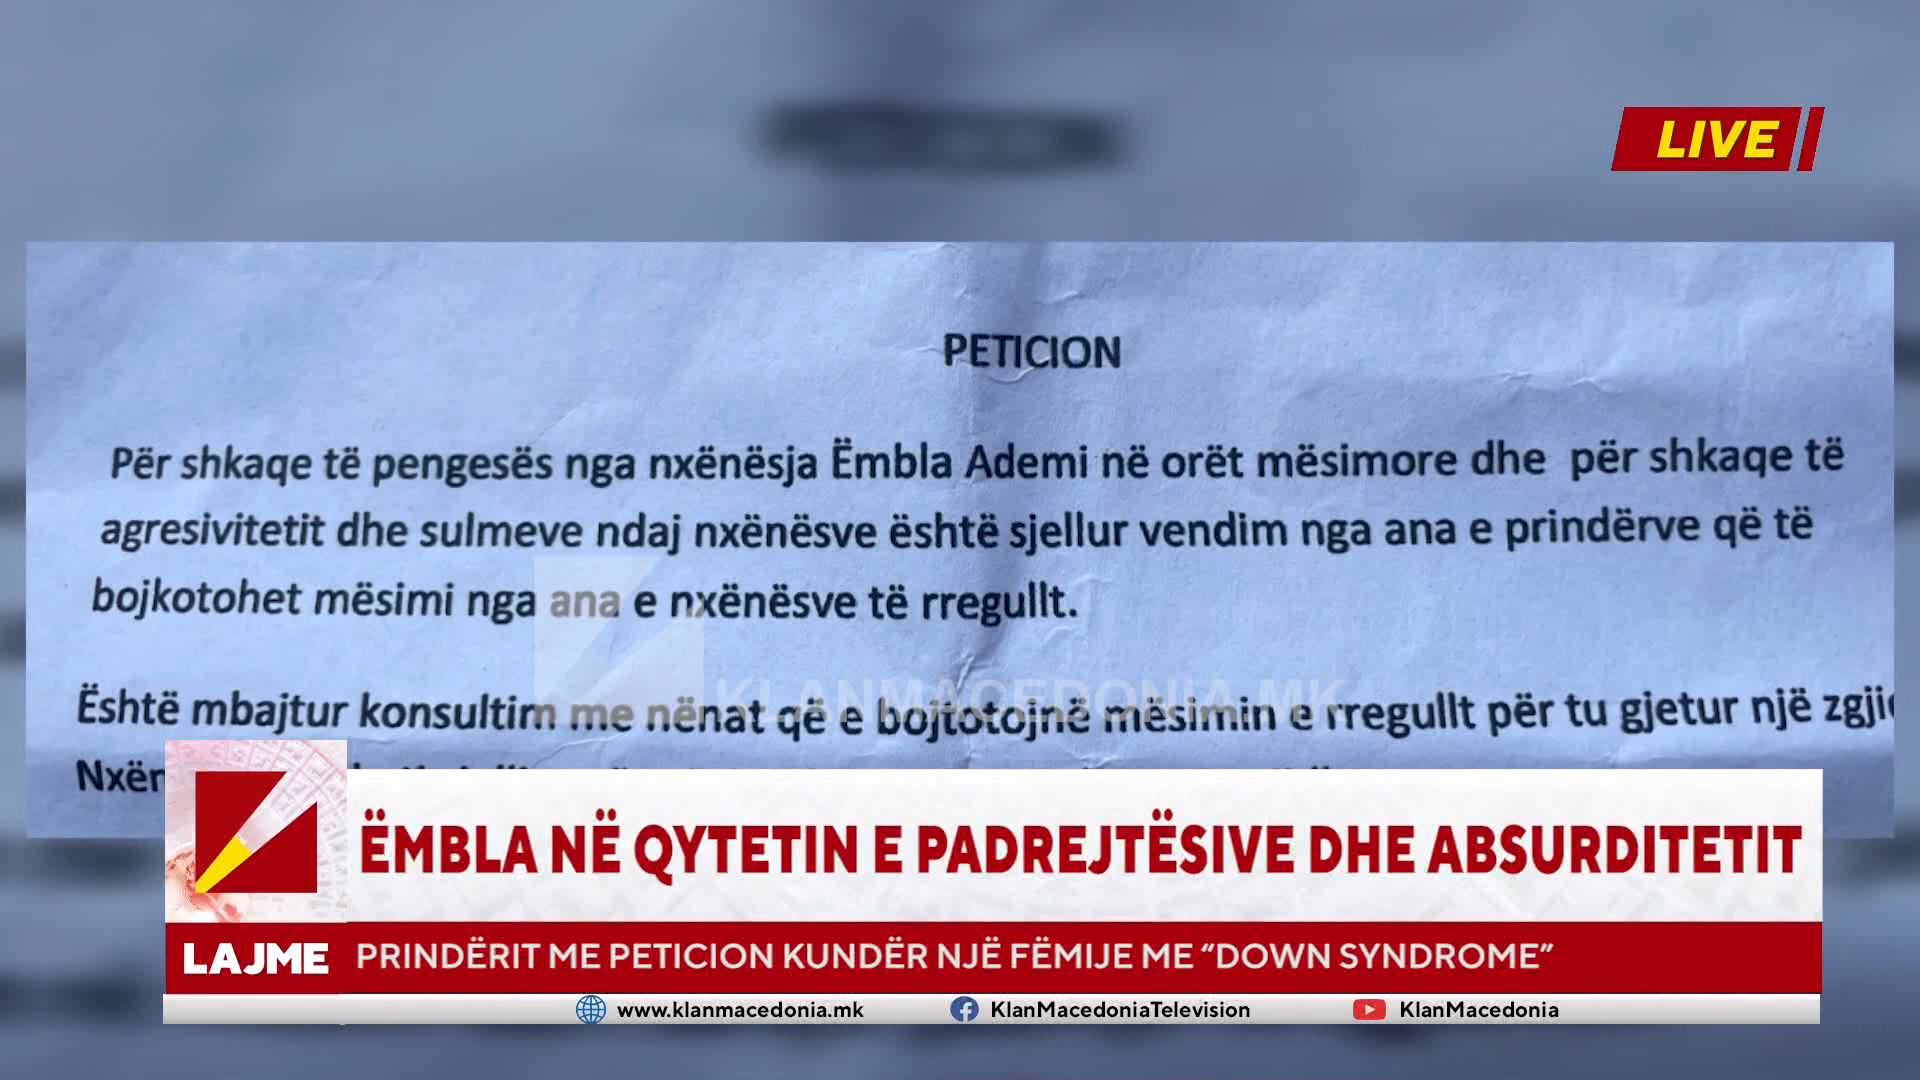 LIVE
PETICION
Për shkaqe të pengesës nga nxënësja Ëmbla Ademi në orët mësimore dhe për shkaqe të
agresivitetit dhe sulmeve ndaj nxënësve është sjellur vendim nga ana e prindërve që të
bojkotohet mësimi nga ana e nxënësve të rregullt.
KLANMACEDONIA.MK
Është mbajtur konsultim me nënat që e bojtotojnë mësimin e rregullt për tu gjetur një
ËMBLA NË QYTETIN E PADREJTËSIVE DHE ABSURDITETIT
LAJME PRINDËRIT ME PETICION KUNDËR NJË FËMIJE ME “DOWN SYNDROME”
www.klanmacedonia.mk KlanMacedoniaTelevision KlanMacedonia